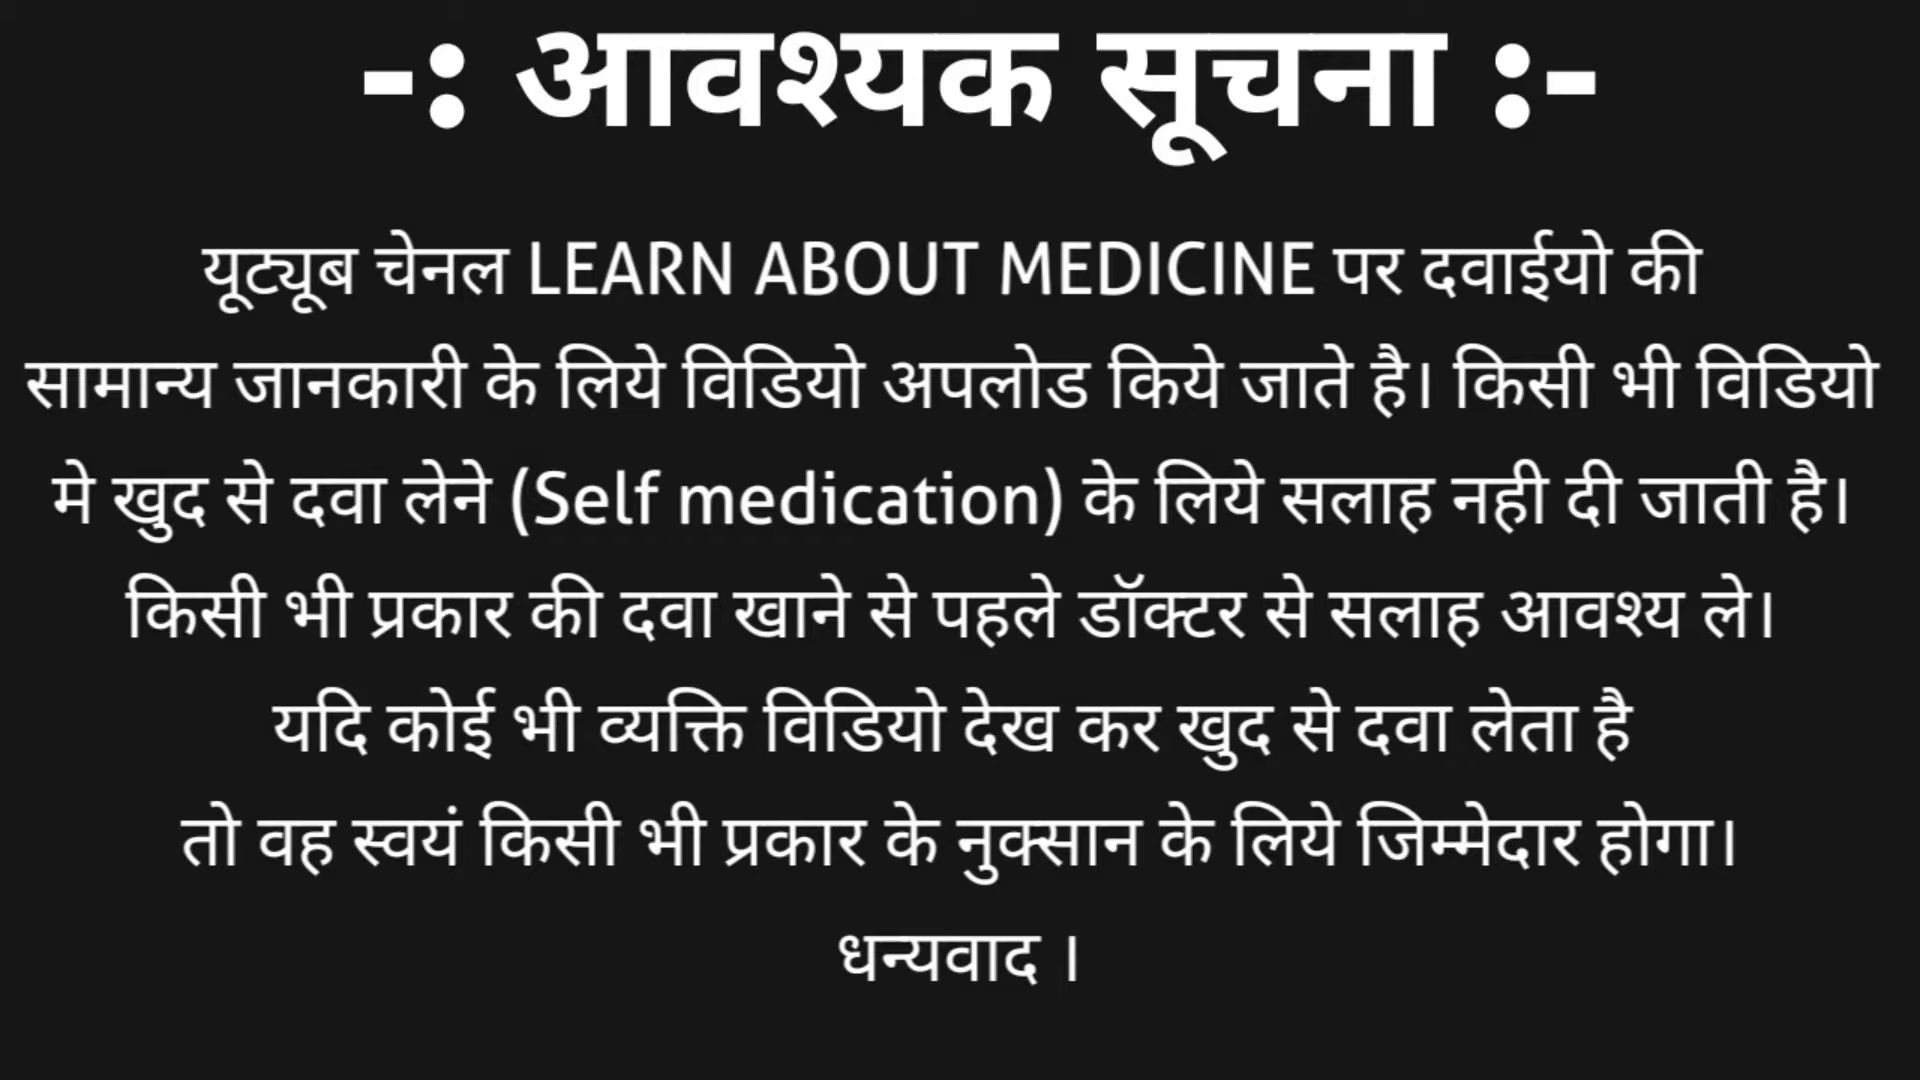 -: आवश्यक सूचना :-
यूट्यूब चेनल LEARN ABOUT MEDICINE पर दवाईयो की
सामान्य जानकारी के लिये विडियो अपलोड किये जाते है। किसी भी विडियो
मे खुद से दवा लेने (Self medication) के लिये सलाह नही दी जाती है।
किसी भी प्रकार की दवा खाने से पहले डॉक्टर से सलाह आवश्य ले।
यदि कोई भी व्यक्ति विडियो देख कर खुद से दवा लेता है
तो वह स्वयं किसी भी प्रकार के नुक्सान के लिये जिम्मेदार होगा।
धन्यवाद ।